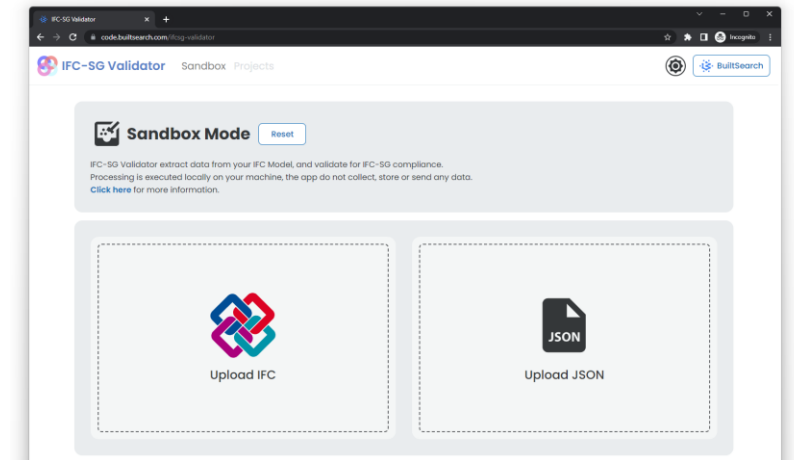 IFC-SG Validator
code.builtsearch.com/ifcsg-validator
Incognito
IFC-SG Validator Sandbox Projects
BuiltSearch
Sandbox Mode Reset
IFC-SG Validator extract data from your IFC Model, and validate for IFC-SG compliance.
Processing is executed locally on your machine, the app do not collect, store or send any data.
Click here for more information.
Upload IFC
JSON
Upload JSON